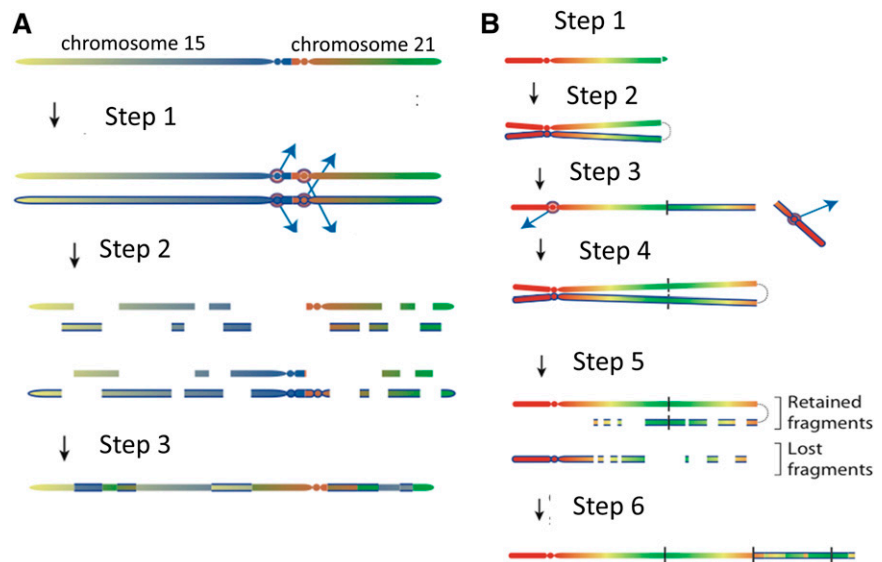 A
chromosome 15
chromosome 21
Step 1
Step 2
Step 3
B
Step 1
Step 2
Step 3
Step 4
Step 5
Retained
fragments
Lost
fragments
Step 6